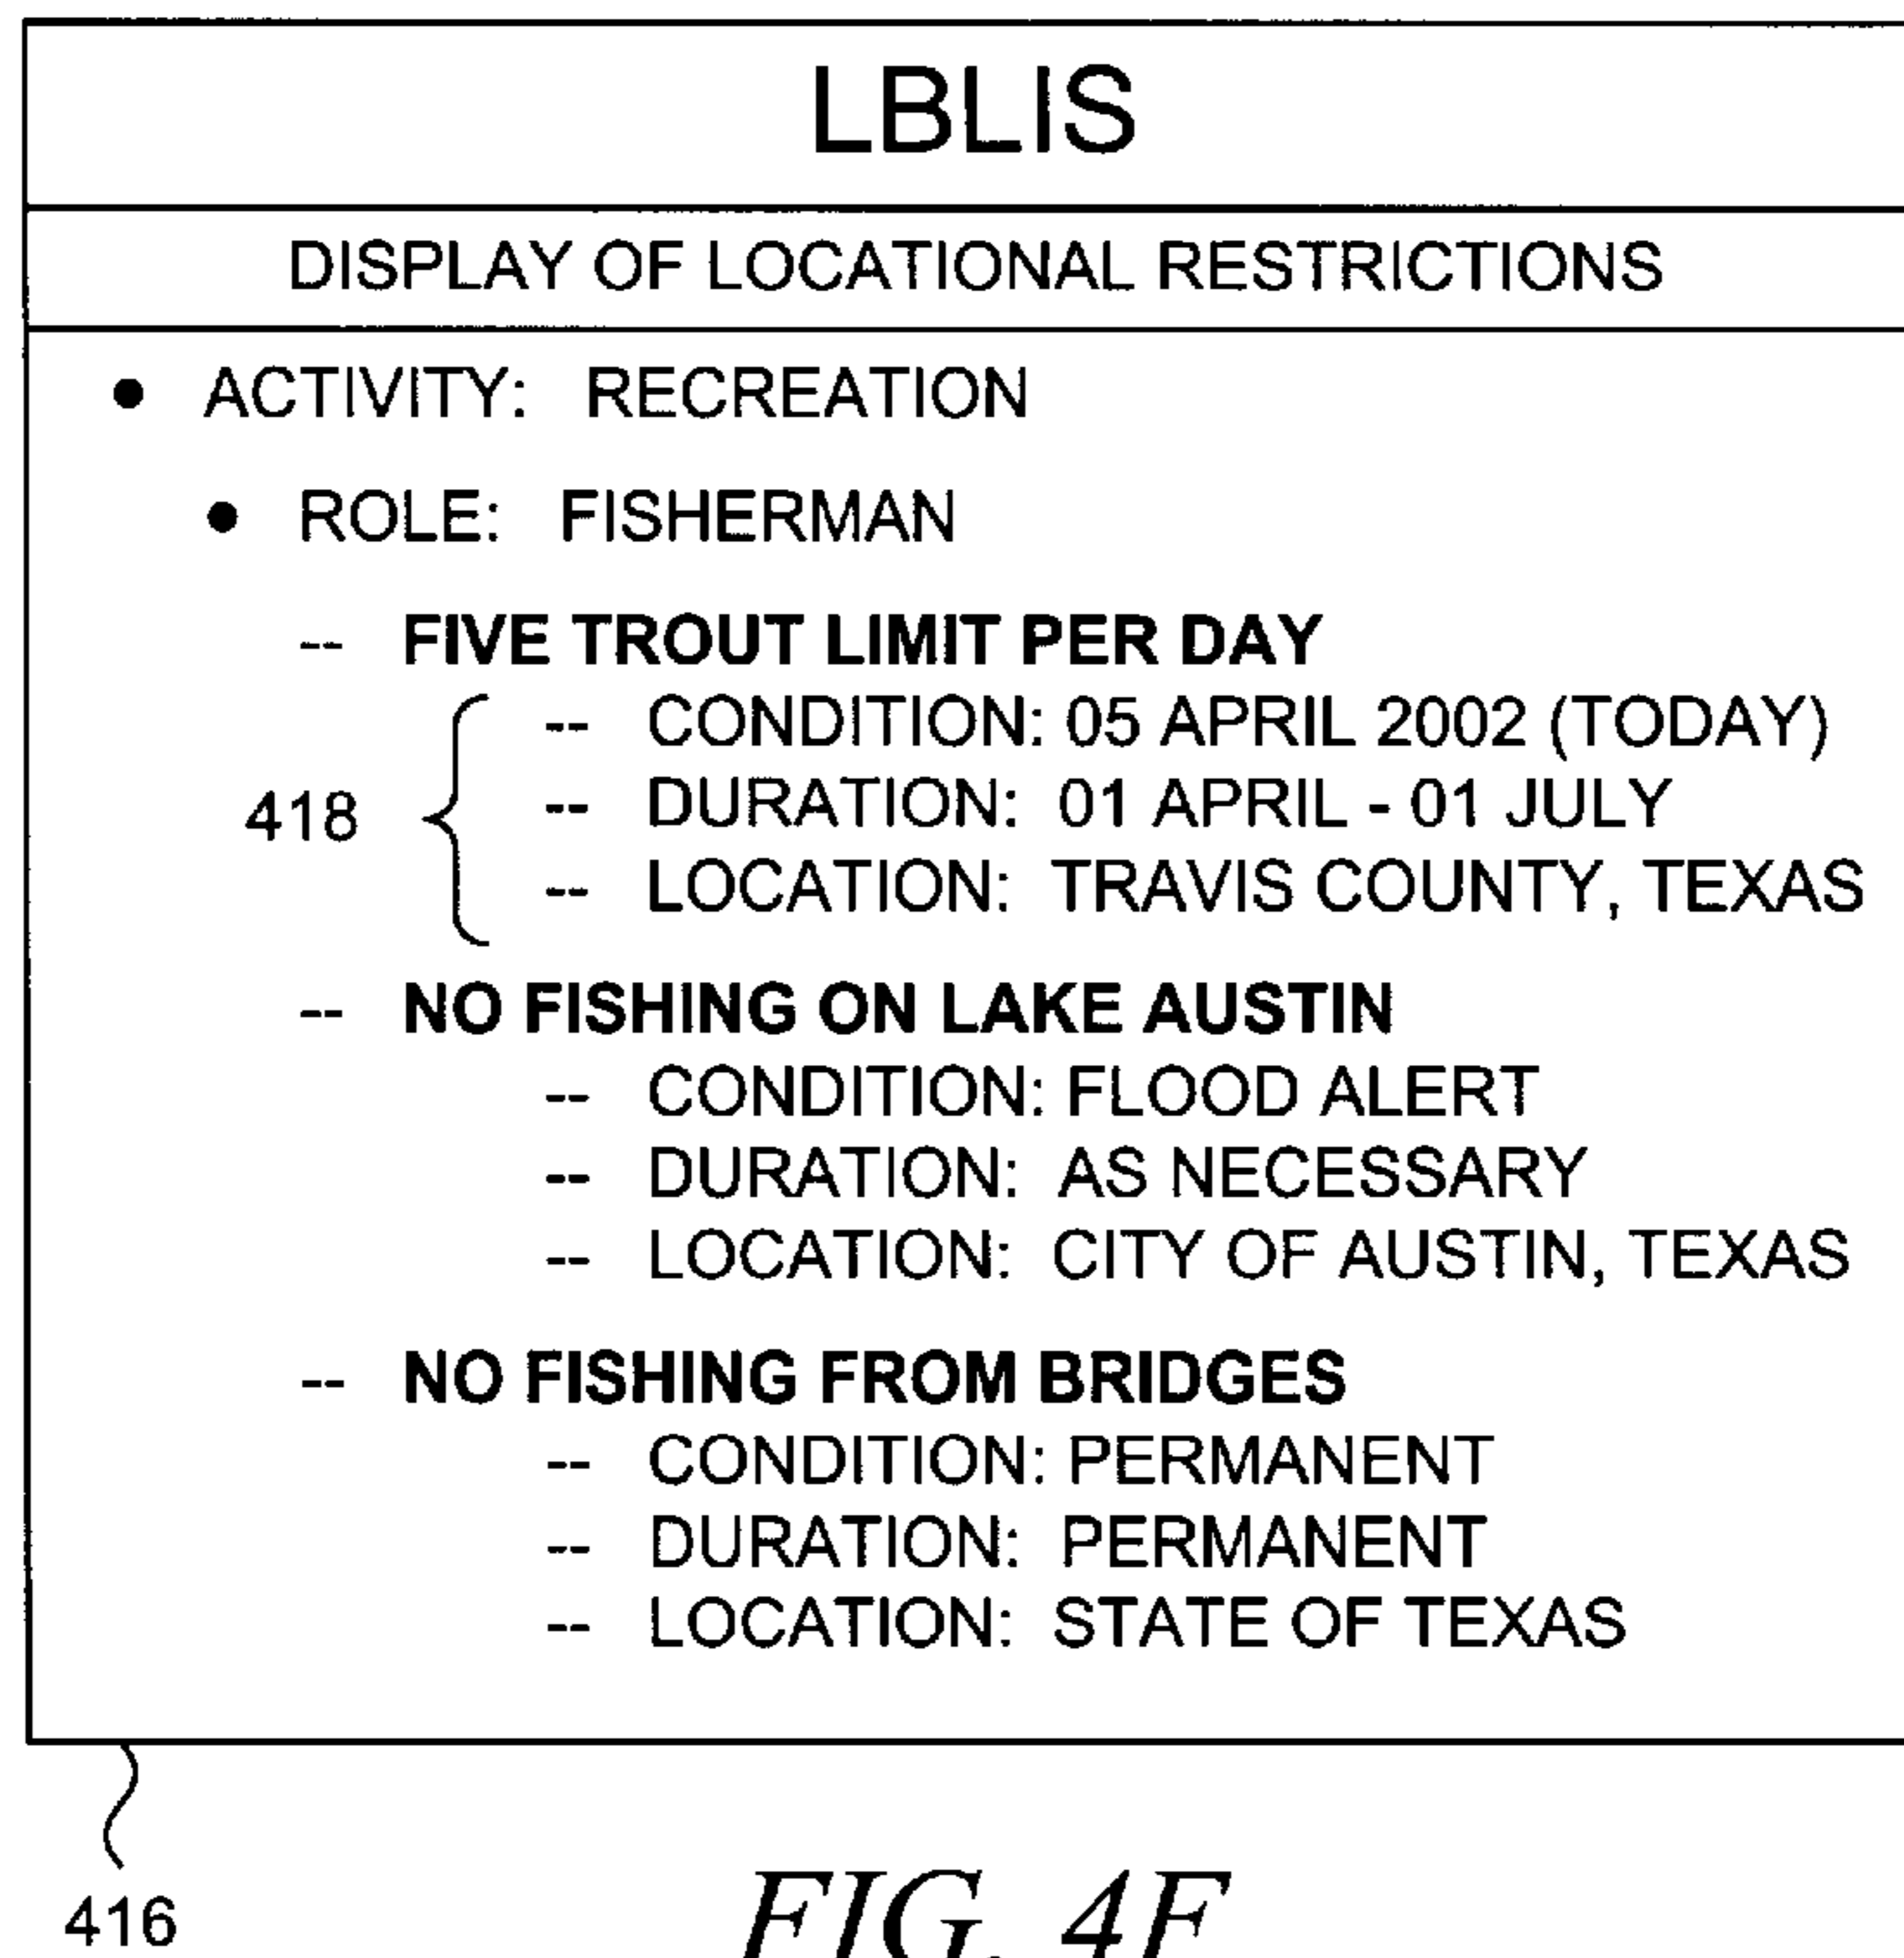 LBLIS
DISPLAY OF LOCATIONAL RESTRICTIONS
• ACTIVITY: RECREATION
• ROLE: FISHERMAN
-- FIVE TROUT LIMIT PER DAY
-- CONDITION: 05 APRIL 2002 (TODAY)
418 -- DURATION: 01 APRIL - 01 JULY
-- LOCATION: TRAVIS COUNTY, TEXAS
-- NO FISHING ON LAKE AUSTIN
-- CONDITION: FLOOD ALERT
-- DURATION: AS NECESSARY
-- LOCATION: CITY OF AUSTIN, TEXAS
-- NO FISHING FROM BRIDGES
-- CONDITION: PERMANENT
-- DURATION: PERMANENT
-- LOCATION: STATE OF TEXAS
416
FIG. 4F